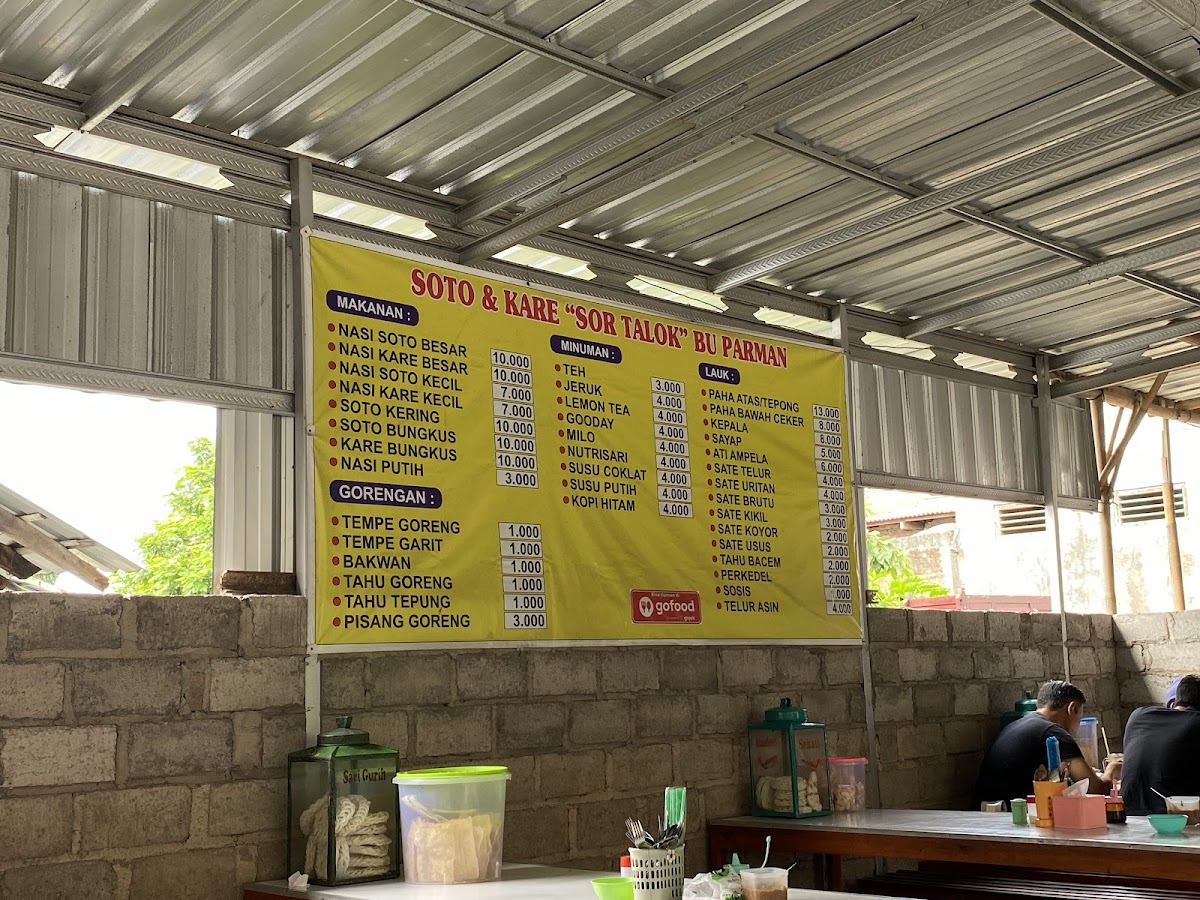 SOTO & KARE “SOR TALOK” BU PARMAN
MAKANAN :
NASI SOTO BESAR 10.000
NASI KARE BESAR 10.000
NASI SOTO KECIL 7.000
NASI KARE KECIL 7.000
SOTO KERING 10.000
SOTO BUNGKUS 10.000
KARE BUNGKUS 10.000
NASI PUTIH 3.000
GORENGAN :
TEMPE GORENG 1.000
TEMPE GARIT 1.000
BAKWAN 1.000
TAHU GORENG 1.000
TAHU TEPUNG 1.000
PISANG GORENG 3.000
MINUMAN :
TEH 3.000
JERUK 4.000
LEMON TEA 4.000
GOODAY 4.000
MILO 4.000
NUTRISARI 4.000
SUSU COKLAT 4.000
SUSU PUTIH 4.000
KOPI HITAM 4.000
LAUK :
PAHA ATAS/TEPONG 13.000
PAHA BAWAH CEKER 8.000
KEPALA 8.000
SAYAP 5.000
ATI AMPELA 6.000
SATE TELUR 4.000
SATE URITAN 4.000
SATE BRUTU 3.000
SATE KIKIL 3.000
SATE KOYOR 2.000
SATE USUS 2.000
TAHU BACEM 2.000
PERKEDEL 2.000
SOSIS 1.000
TELUR ASIN 4.000
gofood
gojek
Sari Gurih